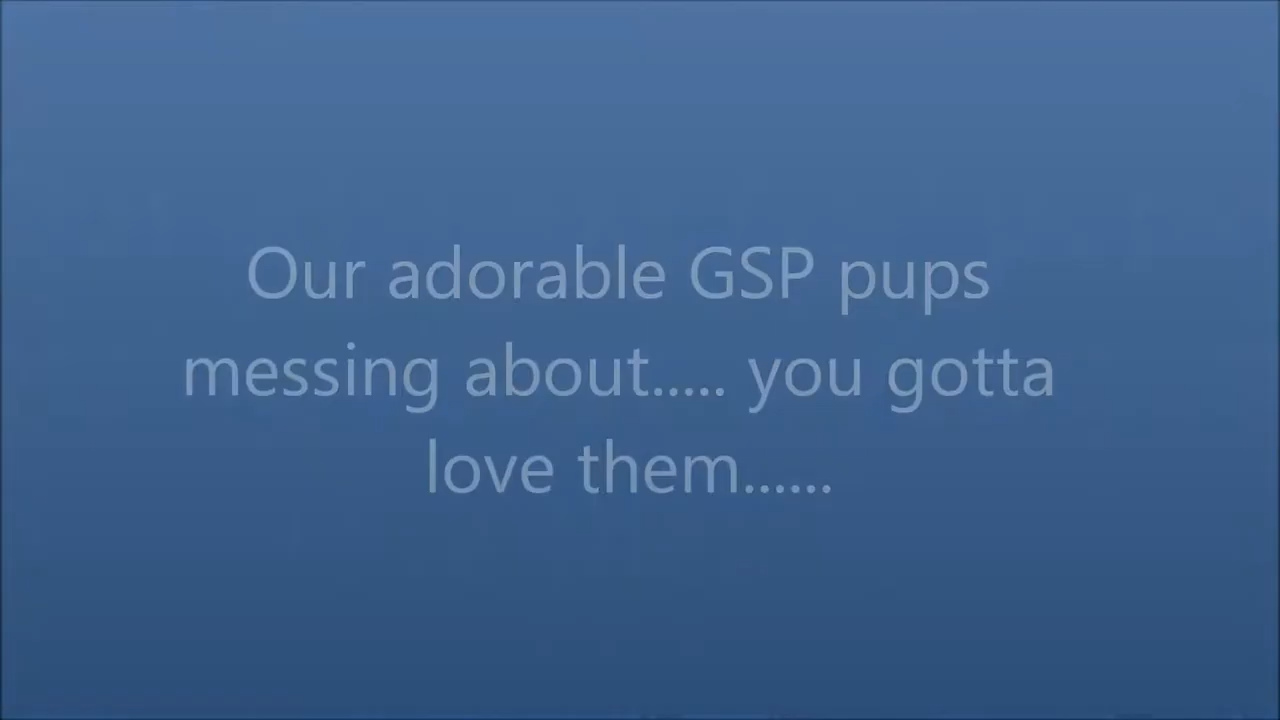 Our adorable GSP pups
messing about..... you gotta
love them......